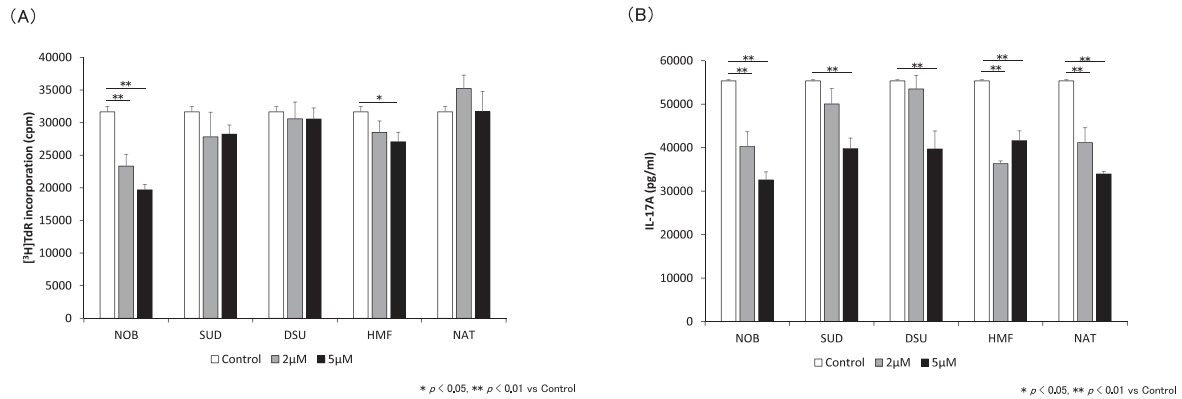 (A)
**
**
*
40000
35000
30000
25000
20000
15000
10000
5000
0
[³H]TdR incorporation (cpm)
NOB SUD DSU HMF NAT
Control 2μM 5μM
* p < 0.05, ** p < 0.01 vs Control
(B)
** ** ** ** **
** ** **
60000
50000
40000
30000
20000
10000
0
IL-17A (pg/ml)
NOB SUD DSU HMF NAT
Control 2μM 5μM
* p < 0.05, ** p < 0.01 vs Control